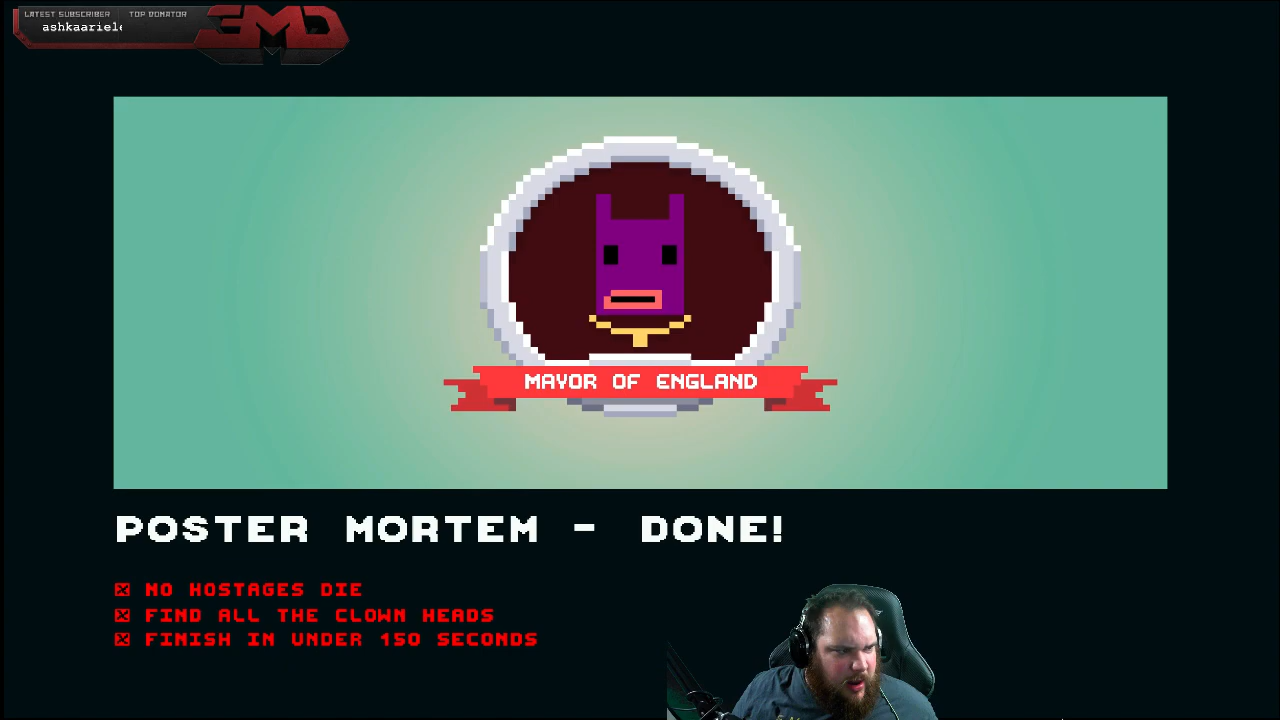 LATEST SUBSCRIBER TOP DONATOR
ashkaariel
3MD
MAYOR OF ENGLAND
POSTER MORTEM - DONE!
NO HOSTAGES DIE
FIND ALL THE CLOWN HEADS
FINISH IN UNDER 150 SECONDS